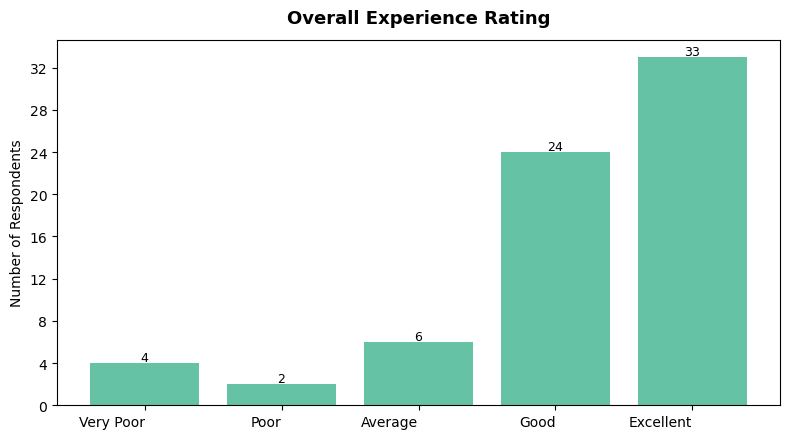 Overall Experience Rating
Number of Respondents
32
28
24
20
16
12
8
4
0
4
2
6
24
33
Very Poor
Poor
Average
Good
Excellent